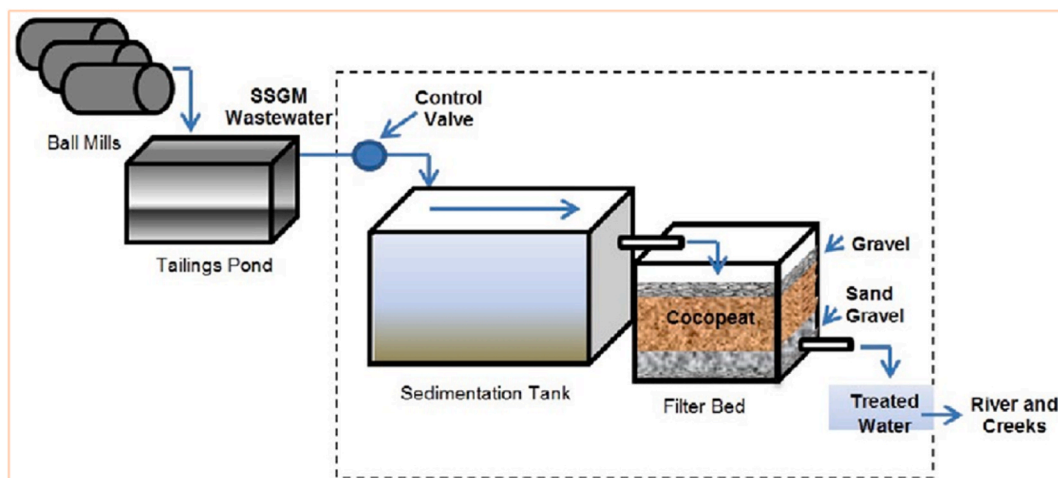 Ball Mills
SSGM
Wastewater
Control
Valve
Tailings Pond
Gravel
Sand
Gravel
Cocopeat
Sedimentation Tank
Filter Bed
Treated
Water
River and
Creeks